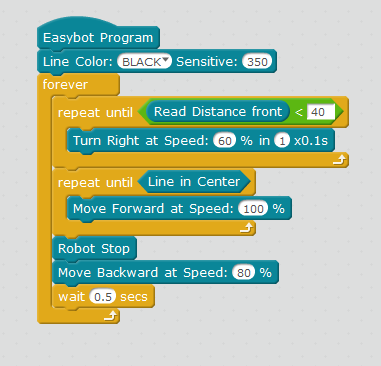 Easybot Program
Line Color: BLACK Sensitive: 350
forever
repeat until Read Distance front < 40
Turn Right at Speed: 60 % in 1 x0.1s
repeat until Line in Center
Move Forward at Speed: 100 %
Robot Stop
Move Backward at Speed: 80 %
wait 0.5 secs